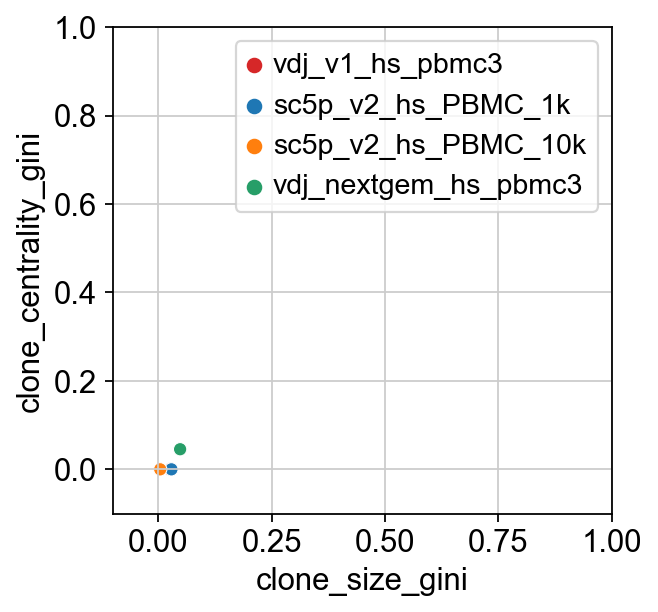 1.0
0.8
0.6
0.4
0.2
0.0
clone_centrality_gini
vdj_v1_hs_pbmc3
sc5p_v2_hs_PBMC_1k
sc5p_v2_hs_PBMC_10k
vdj_nextgem_hs_pbmc3
0.00 0.25 0.50 0.75 1.00
clone_size_gini